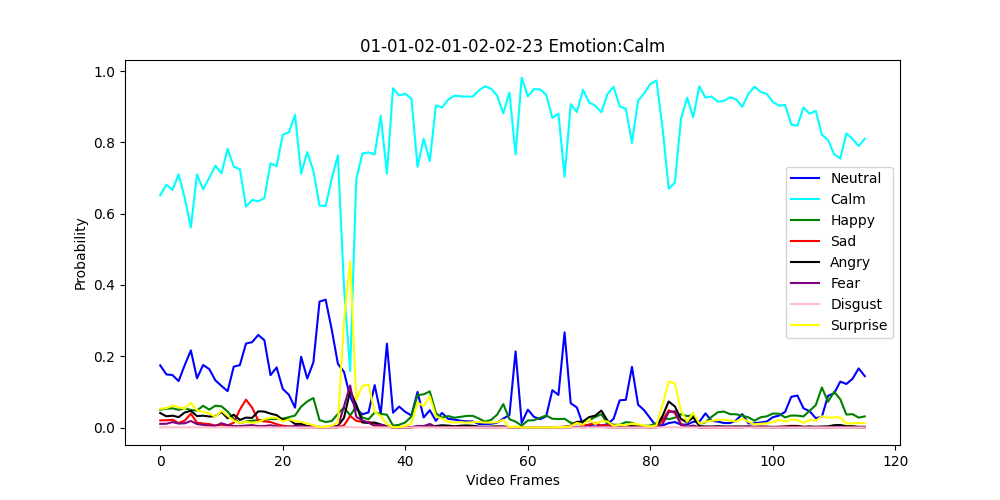 01-01-02-01-02-02-23 Emotion:Calm
Probability
1.0
0.8
0.6
0.4
0.2
0.0
0 20 40 60 80 100 120
Video Frames
Neutral
Calm
Happy
Sad
Angry
Fear
Disgust
Surprise